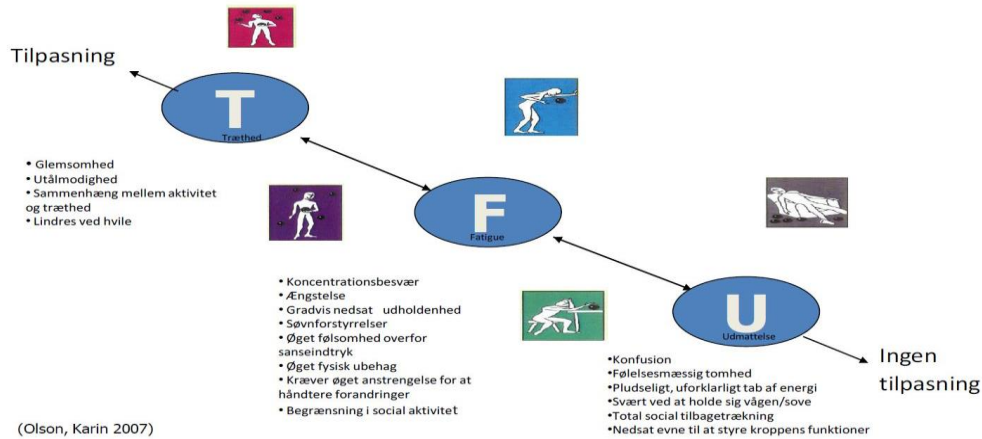 Tilpasning
T
Træthed
• Glemsomhed
• Utålmodighed
• Sammenhæng mellem aktivitet
og træthed
• Lindres ved hvile
F
Fatigue
• Koncentrationsbesvær
• Ængstelse
• Gradvis nedsat udholdenhed
• Søvnforstyrrelser
• Øget følsomhed overfor
sanseindtryk
• Øget fysisk ubehag
• Kræver øget anstrengelse for at
håndtere forandringer
• Begrænsning i social aktivitet
U
Udmattelse
•Konfusion
•Følelsesmæssig tomhed
•Pludseligt, uforklarligt tab af energi
•Svært ved at holde sig vågen/sove
•Total social tilbagetrækning
•Nedsat evne til at styre kroppens funktioner
Ingen
tilpasning
(Olson, Karin 2007)